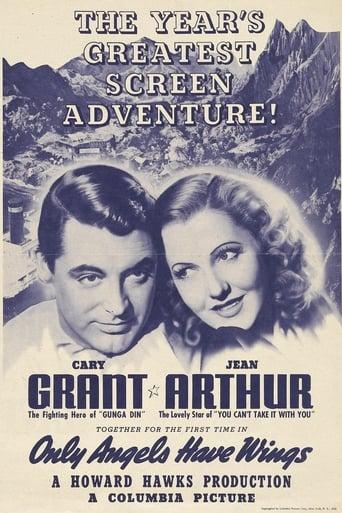 THE YEAR'S
GREATEST
SCREEN
ADVENTURE!
CARY JEAN
GRANT ★ ARTHUR
The Fighting Hero of "GUNGA DIN" The Lovely Star of "YOU CAN'T TAKE IT WITH YOU"
TOGETHER FOR THE FIRST TIME IN
Only Angels Have Wings
A HOWARD HAWKS PRODUCTION
A COLUMBIA PICTURE